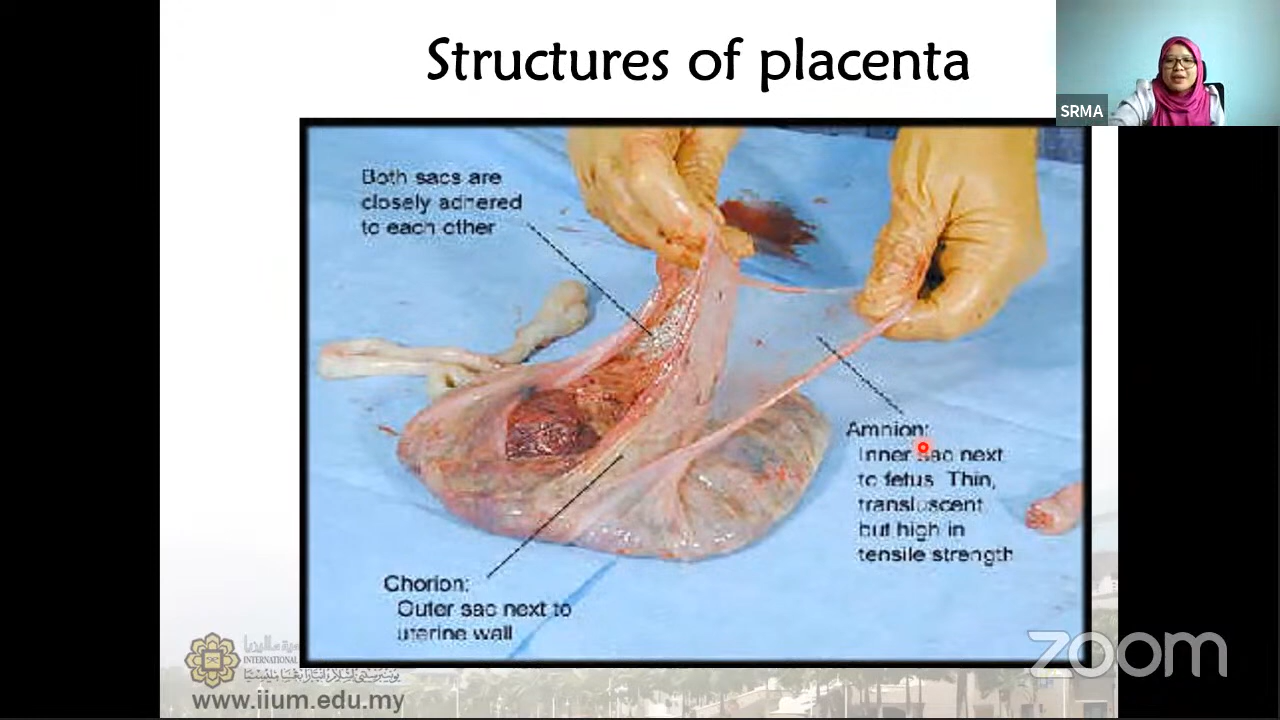 Structures of placenta
SRMA
Both sacs are
closely adhered
to each other
Amnion:
Inner sac next
to fetus Thin,
transluscent
but high in
tensile strength
Chorion:
Outer sac next to
uterine wall
INTERNATIONAL
www.iium.edu.my
zoom